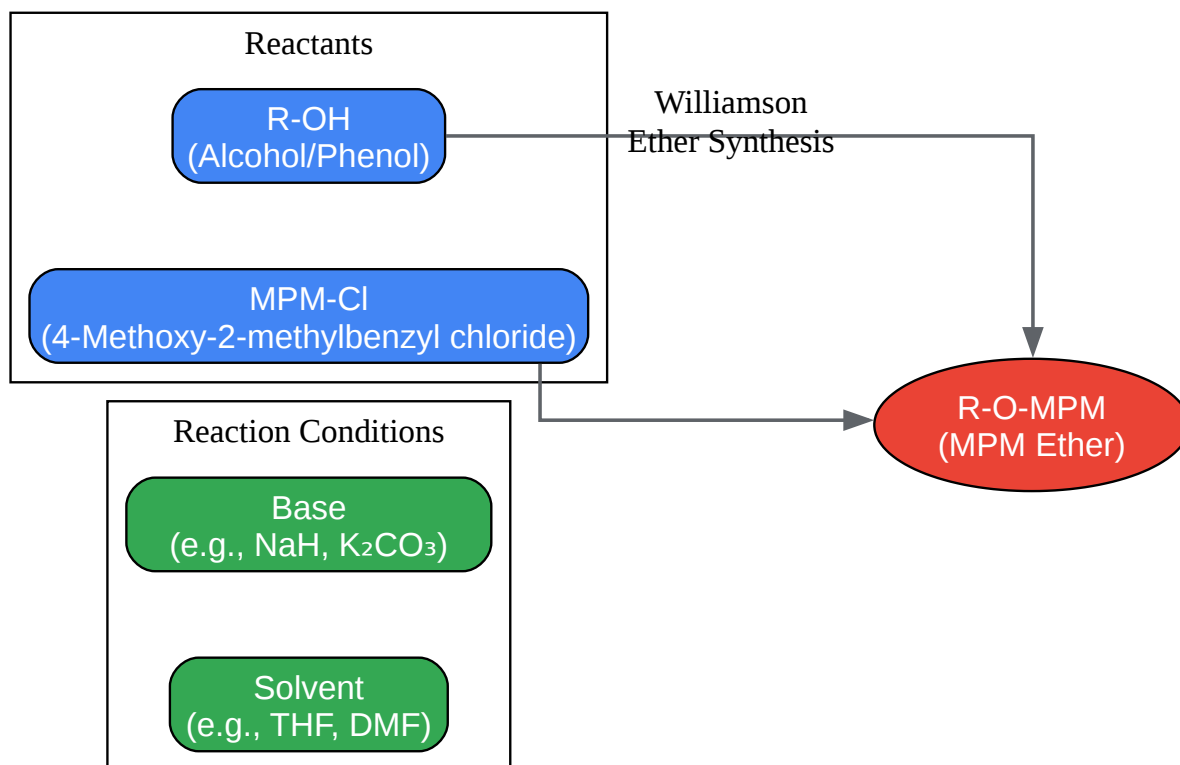 Reactants
R-OH
(Alcohol/Phenol)
Williamson
Ether Synthesis
MPM-Cl
(4-Methoxy-2-methylbenzyl chloride)
R-O-MPM
(MPM Ether)
Reaction Conditions
Base
(e.g., NaH, K₂CO₃)
Solvent
(e.g., THF, DMF)